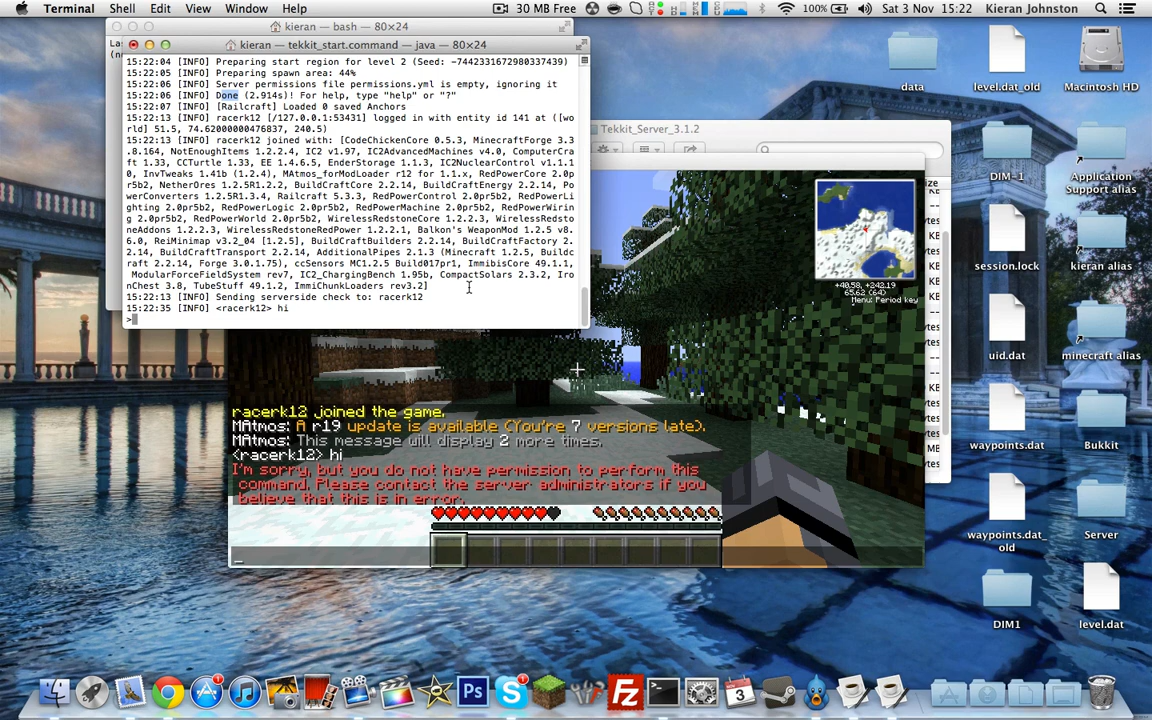 Terminal Shell Edit View Window Help
30 MB Free
100%
Sat 3 Nov 15:22 Kieran Johnston
kieran — bash — 80×24
kieran — tekkit_start.command — java — 80×24
15:22:04 [INFO] Preparing start region for level 2 (Seed: -7442331672980337439)
15:22:05 [INFO] Preparing spawn area: 44%
15:22:06 [INFO] Server permissions file permissions.yml is empty, ignoring it
15:22:06 [INFO] Done (2.914s)! For help, type "help" or "?"
15:22:07 [INFO] [Railcraft] Loaded 0 saved Anchors
15:22:13 [INFO] racerk12 [/127.0.0.1:53431] logged in with entity id 141 at ([wo
rld] 51.5, 74.62000000476837, 240.5)
15:22:13 [INFO] racerk12 joined with: [CodeChickenCore 0.5.3, MinecraftForge 3.3
.8.164, NotEnoughItems 1.2.2.4, IC2 v1.97, IC2AdvancedMachines v4.0, ComputerCra
ft 1.33, CCTurtle 1.33, EE 1.4.6.5, EnderStorage 1.1.3, IC2NuclearControl v1.1.1
0, InvTweaks 1.41b (1.2.4), MAtmos_forModLoader r12 for 1.1.x, RedPowerCore 2.0p
r5b2, NetherOres 1.2.5R1.2.2, BuildCraftCore 2.2.14, BuildCraftEnergy 2.2.14, Po
werConverters 1.2.5R1.3.4, Railcraft 5.3.3, RedPowerControl 2.0pr5b2, RedPowerLi
ghting 2.0pr5b2, RedPowerLogic 2.0pr5b2, RedPowerMachine 2.0pr5b2, RedPowerWirin
g 2.0pr5b2, RedPowerWorld 2.0pr5b2, WirelessRedstoneCore 1.2.2.3, WirelessRedsto
neAddons 1.2.2.3, WirelessRedstoneRedPower 1.2.2.1, Balkon's WeaponMod 1.2.5 v8.
6.0, ReiMinimap v3.2_04 [1.2.5], BuildCraftBuilders 2.2.14, BuildCraftFactory 2.
2.14, BuildCraftTransport 2.2.14, AdditionalPipes 2.1.3 (Minecraft 1.2.5, Buildc
raft 2.2.14, Forge 3.0.1.75), ccSensors MC1.2.5 Build017pr1, ImmibisCore 49.1.1,
ModularForceFieldSystem rev7, IC2_ChargingBench 1.95b, CompactSolars 2.3.2, Iro
nChest 3.8, TubeStuff 49.1.2, ImmiChunkLoaders rev3.2]
15:22:13 [INFO] Sending serverside check to: racerk12
15:22:35 [INFO] <racerk12> hi
>
Tekkit_Server_3.1.2
+40.58, +242.19
65.62 (64.MMS)
Menu: Period key
racerk12 joined the game.
MAtmos: A r19 update is available (You're 7 versions late).
MAtmos: This message will display 2 more times.
<racerk12> hi
I'm sorry, but you do not have permission to perform this
command. Please contact the server administrators if you
believe that this is in error.
data
level.dat_old
Macintosh HD
DIM-1
Application
Support alias
session.lock
kieran alias
uid.dat
minecraft alias
waypoints.dat
Bukkit
waypoints.dat_
old
Server
DIM1
level.dat